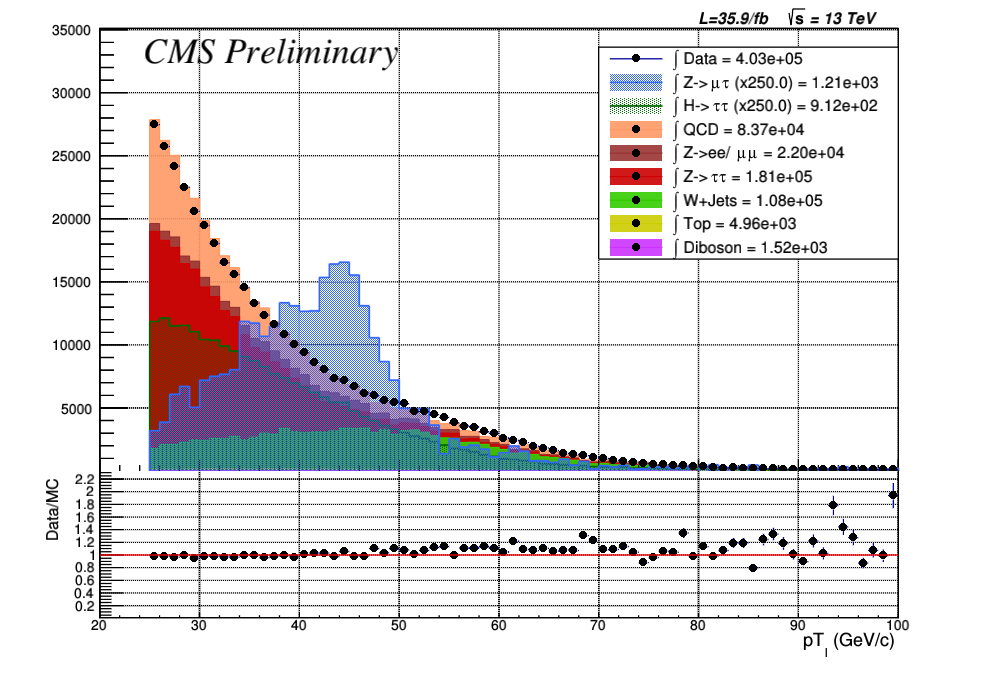 L=35.9/fb √s = 13 TeV
CMS Preliminary
∫ Data = 4.03e+05
∫ Z-> μτ (x250.0) = 1.21e+03
∫ H-> ττ (x250.0) = 9.12e+02
∫ QCD = 8.37e+04
∫ Z->ee/ μμ = 2.20e+04
∫ Z-> ττ = 1.81e+05
∫ W+Jets = 1.08e+05
∫ Top = 4.96e+03
∫ Diboson = 1.52e+03
35000
30000
25000
20000
15000
10000
5000
Data/MC
2.2
2
1.8
1.6
1.4
1.2
1
0.8
0.6
0.4
0.2
20 30 40 50 60 70 80 90 100
pT_l (GeV/c)